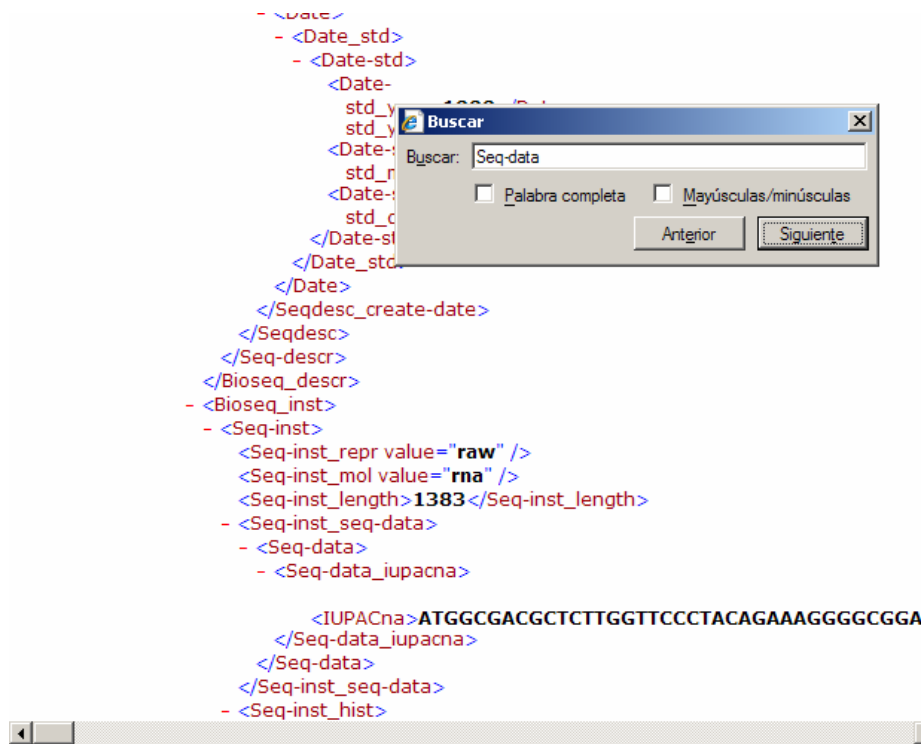 - <Date>
- <Date_std>
- <Date-std>
<Date-
std_y
std_y
<Date-
std_
<Date-
std_
</Date-st
</Date_std
</Date>
</Seqdesc_create-date>
</Seqdesc>
</Seq-descr>
</Bioseq_descr>
- <Bioseq_inst>
- <Seq-inst>
<Seq-inst_repr value="raw" />
<Seq-inst_mol value="rna" />
<Seq-inst_length>1383</Seq-inst_length>
- <Seq-inst_seq-data>
- <Seq-data>
- <Seq-data_iupacna>
<IUPACna>ATGGCGACGCTCTTGGTTCCCTACAGAAAGGGGCGGA
</Seq-data_iupacna>
</Seq-data>
</Seq-inst_seq-data>
- <Seq-inst_hist>
Buscar
Buscar: Seq-data
Palabra completa
Mayúsculas/minúsculas
Anterior
Siguiente